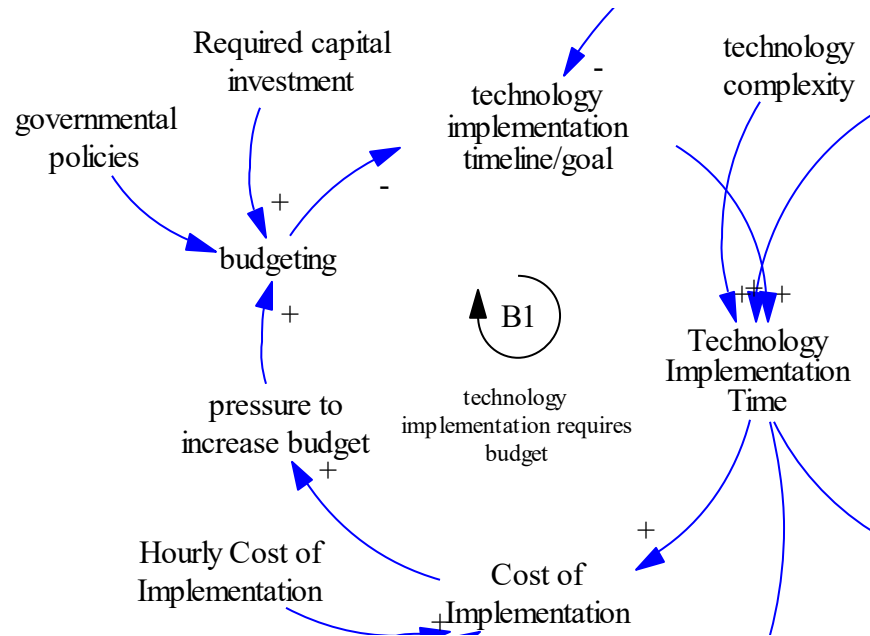 Required capital
investment
technology
complexity
governmental
policies
-
technology
implementation
timeline/goal
+
-
budgeting
+
+
+
+
B1
Technology
Implementation
Time
pressure to
increase budget
technology
implementation requires
budget
+
+
Hourly Cost of
Implementation
Cost of
Implementation
+